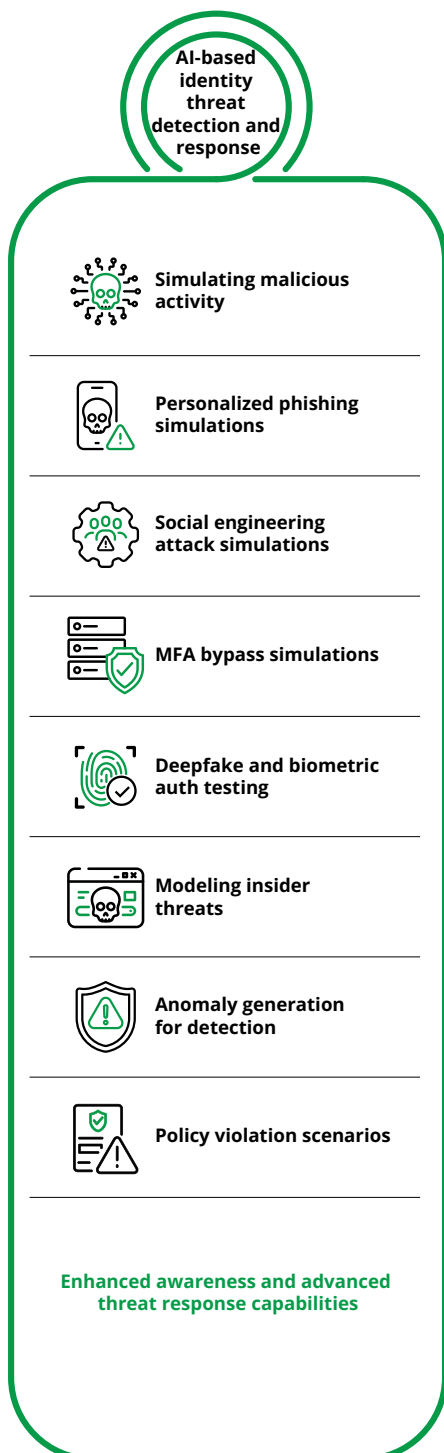 AI-based
identity
threat
detection and
response
Simulating malicious
activity
Personalized phishing
simulations
Social engineering
attack simulations
MFA bypass simulations
Deepfake and biometric
auth testing
Modeling insider
threats
Anomaly generation
for detection
Policy violation scenarios
Enhanced awareness and advanced
threat response capabilities